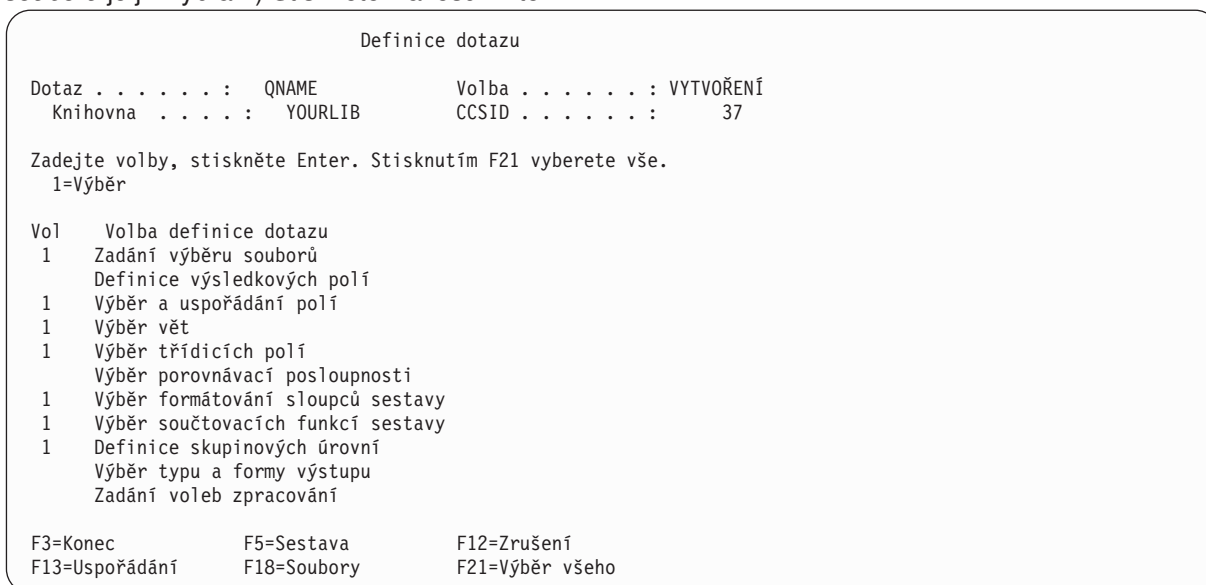 Definice dotazu
Dotaz . . . . . . : QNAME Volba . . . . . . : VYTVOŘENÍ
Knihovna . . . . : YOURLIB CCSID . . . . . . : 37
Zadejte volby, stiskněte Enter. Stisknutím F21 vyberete vše.
1=Výběr
Vol Volba definice dotazu
1 Zadání výběru souborů
Definice výsledkových polí
1 Výběr a uspořádání polí
1 Výběr vět
1 Výběr třídicích polí
Výběr porovnávací posloupnosti
1 Výběr formátování sloupců sestavy
1 Výběr součtovacích funkcí sestavy
1 Definice skupinových úrovní
Výběr typu a formy výstupu
Zadání voleb zpracování
F3=Konec F5=Sestava F12=Zrušení
F13=Uspořádání F18=Soubory F21=Výběr všeho